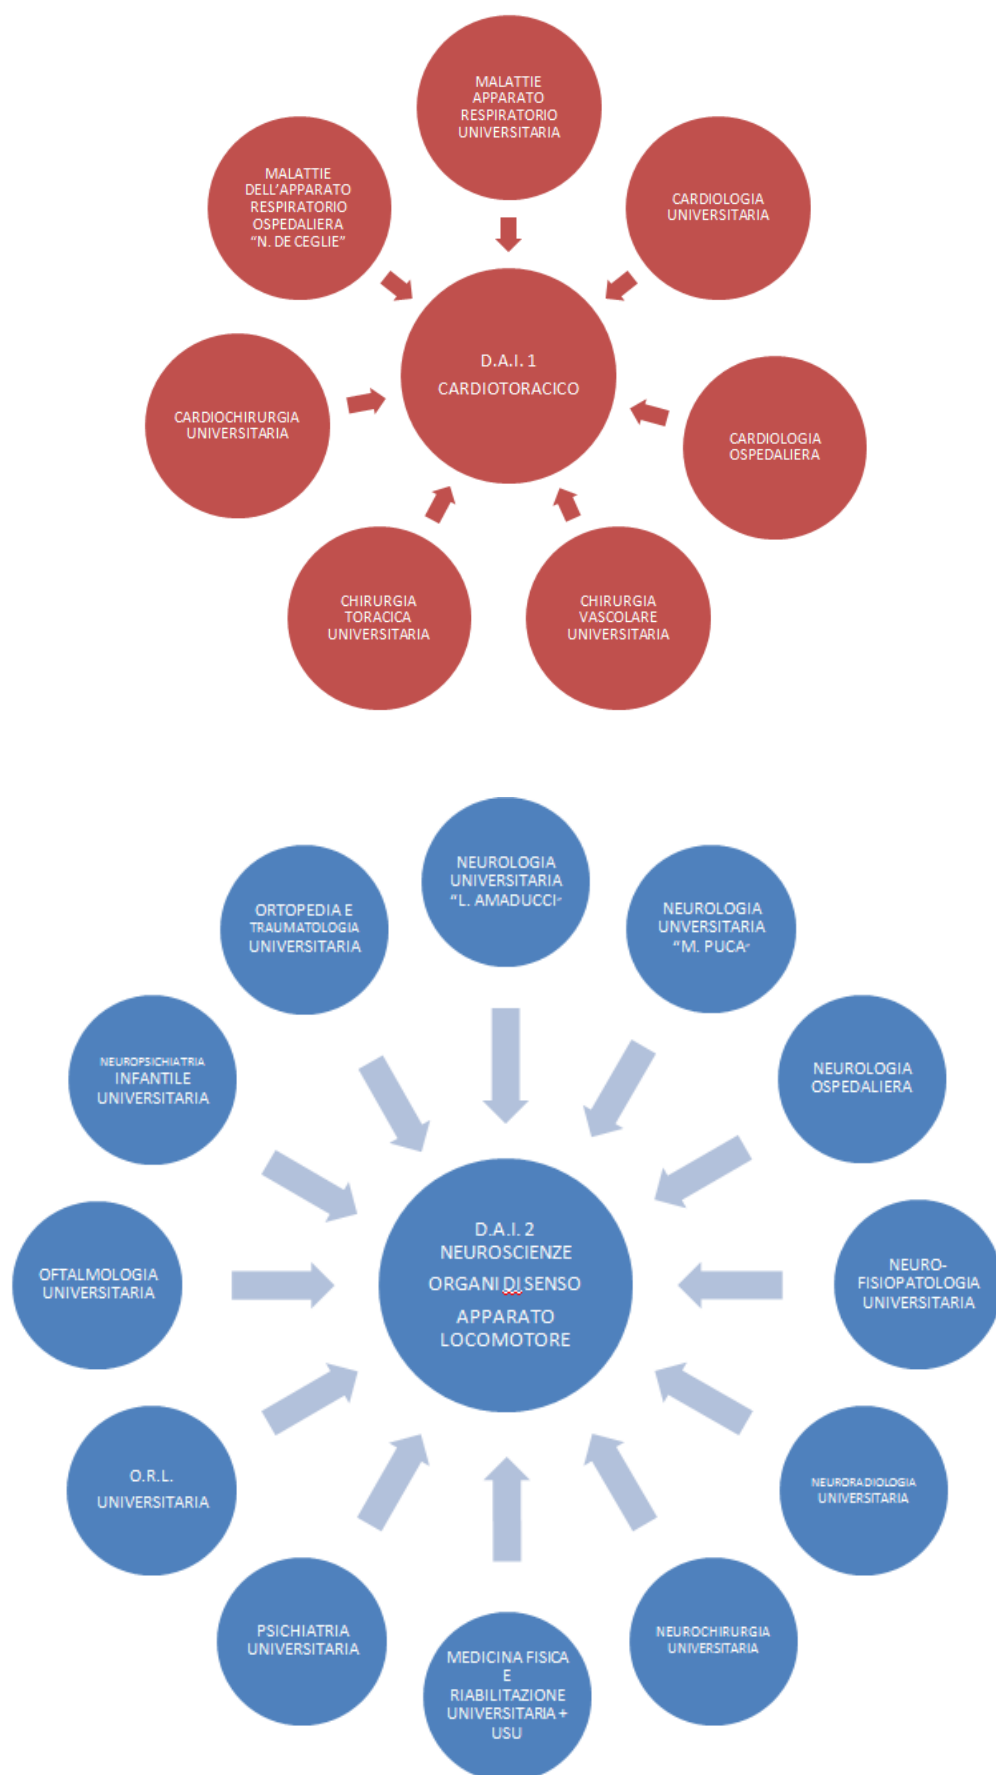 MALATTIE
APPARATO
RESPIRATORIO
UNIVERSITARIA
MALATTIE
DELL'APPARATO
RESPIRATORIO
OSPEDALIERA
"N. DE CEGLIE"
CARDIOLOGIA
UNIVERSITARIA
D.A.I. 1
CARDIOTORACICO
CARDIOCHIRURGIA
UNIVERSITARIA
CARDIOLOGIA
OSPEDALIERA
CHIRURGIA
TORACICA
UNIVERSITARIA
CHIRURGIA
VASCOLARE
UNIVERSITARIA
NEUROLOGIA
UNIVERSITARIA
"L. AMADUCCI"
ORTOPEDIA E
TRAUMATOLOGIA
UNIVERSITARIA
NEUROLOGIA
UNVERSITARIA
"M. PUCA"
NEUROPSICHIATRIA
INFANTILE
UNIVERSITARIA
NEUROLOGIA
OSPEDALIERA
D.A.I. 2
NEUROSCIENZE
ORGANI DI SENSO
APPARATO
LOCOMOTORE
OFTALMOLOGIA
UNIVERSITARIA
NEURO-
FISIOPATOLOGIA
UNIVERSITARIA
O.R.L.
UNIVERSITARIA
NEURORADIOLOGIA
UNIVERSITARIA
PSICHIATRIA
UNIVERSITARIA
NEUROCHIRURGIA
UNIVERSITARIA
MEDICINA FISICA
E
RIABILITAZIONE
UNIVERSITARIA +
USU